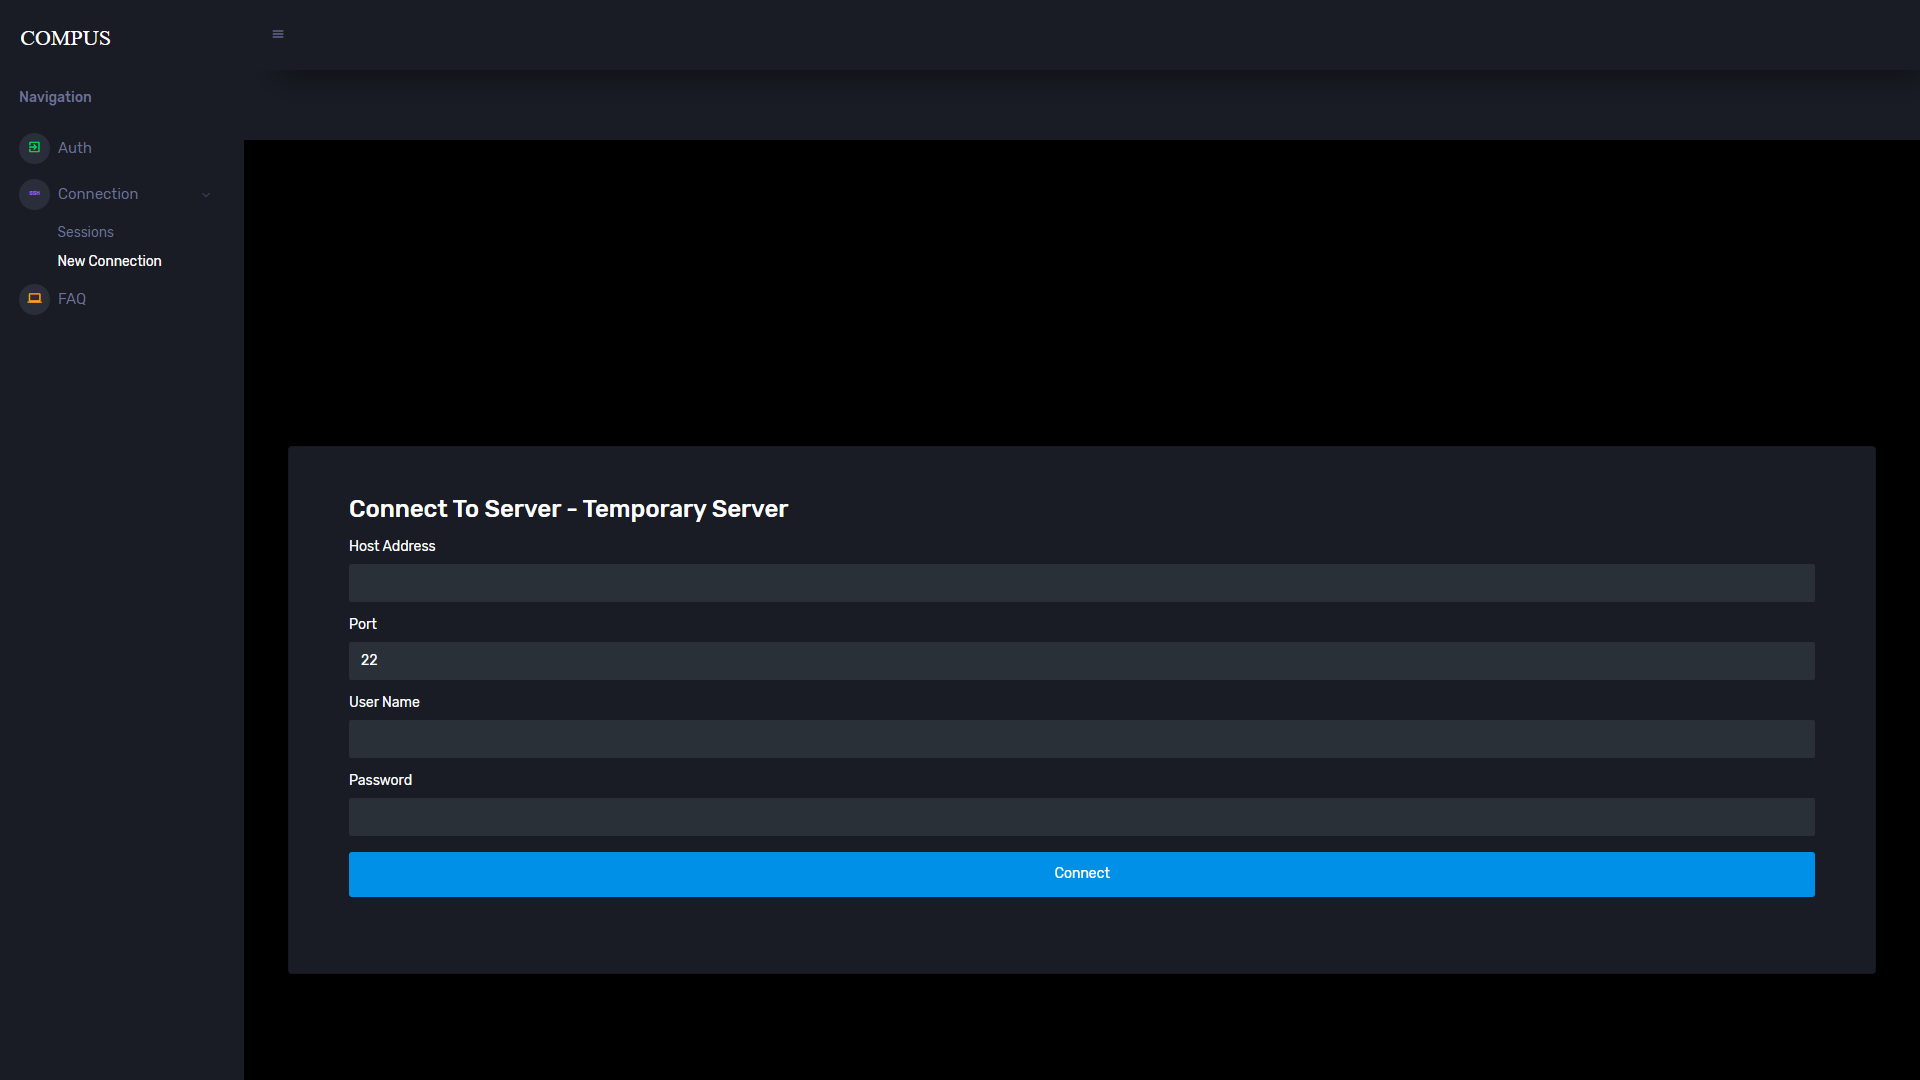 COMPUS
Navigation
Auth
Connection
Sessions
New Connection
FAQ
Connect To Server - Temporary Server
Host Address
Port
22
User Name
Password
Connect